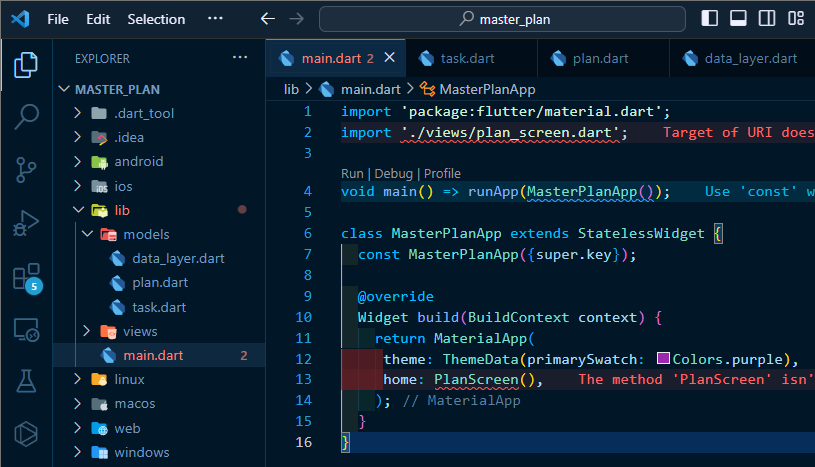 File Edit Selection ··· master_plan
EXPLORER ···
main.dart 2 task.dart plan.dart data_layer.dart
MASTER_PLAN
lib > main.dart > MasterPlanApp
.dart_tool
.idea
android
ios
lib
models
data_layer.dart
plan.dart
task.dart
views
main.dart 2
linux
macos
web
windows
5
1 import 'package:flutter/material.dart';
2 import './views/plan_screen.dart'; Target of URI does
3
Run | Debug | Profile
4 void main() => runApp(MasterPlanApp()); Use 'const' w
5
6 class MasterPlanApp extends StatelessWidget {
7 const MasterPlanApp({super.key});
8
9 @override
10 Widget build(BuildContext context) {
11 return MaterialApp(
12 theme: ThemeData(primarySwatch: Colors.purple),
13 home: PlanScreen(), The method 'PlanScreen' isn'
14 ); // MaterialApp
15 }
16 }